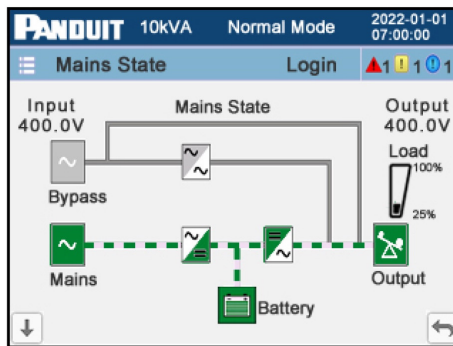 PANDUIT 10kVA Normal Mode 2022-01-01 07:00:00
Mains State Login 1 1 1
Input 400.0V
Mains State
Output 400.0V
Load
100%
25%
Bypass
Mains
Output
Battery